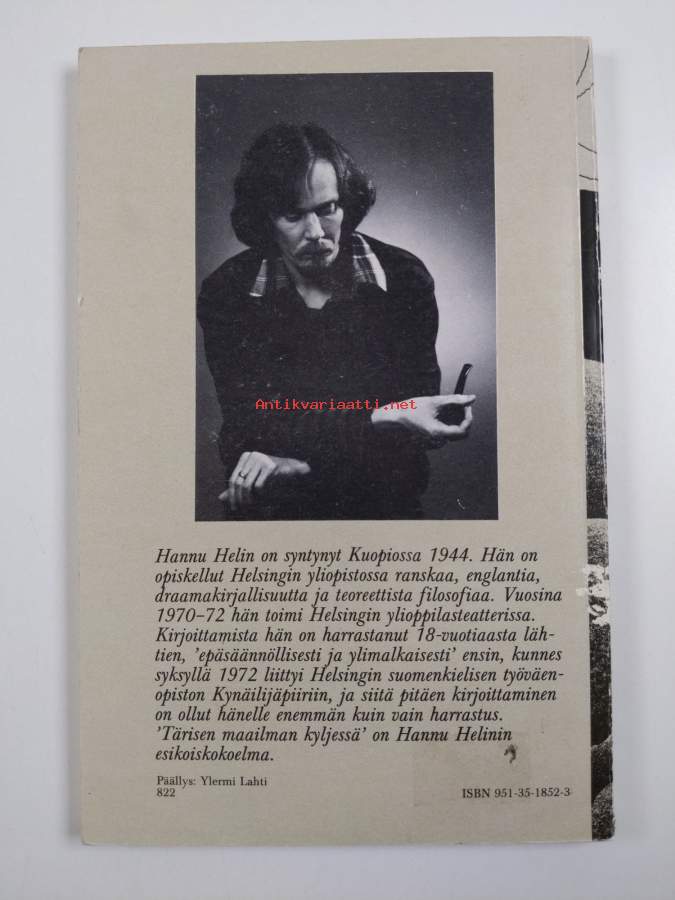 Antikvariaatti.net
Hannu Helin on syntynyt Kuopiossa 1944. Hän on
opiskellut Helsingin yliopistossa ranskaa, englantia,
draamakirjallisuutta ja teoreettista filosofiaa. Vuosina
1970–72 hän toimi Helsingin ylioppilasteatterissa.
Kirjoittamista hän on harrastanut 18-vuotiaasta läh-
tien, 'epäsäännöllisesti ja ylimalkaisesti' ensin, kunnes
syksyllä 1972 liittyi Helsingin suomenkielisen työväen-
opiston Kynäilijäpiiriin, ja siitä pitäen kirjoittaminen
on ollut hänelle enemmän kuin vain harrastus.
'Tärisen maailman kyljessä' on Hannu Helinin
esikoiskokoelma.
Päällys: Ylermi Lahti
822
ISBN 951-35-1852-3